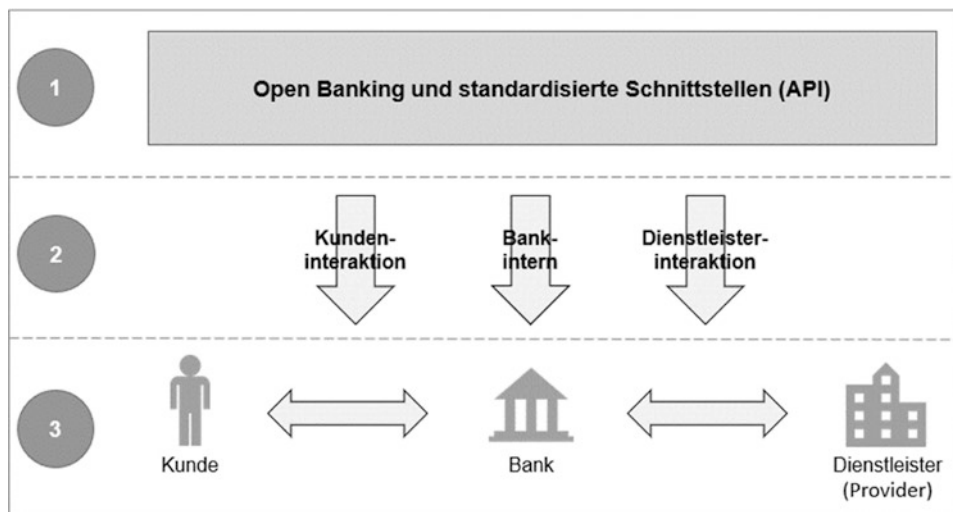 1
Open Banking und standardisierte Schnittstellen (API)
2
Kunden-
interaktion
Bank-
intern
Dienstleister-
interaktion
3
Kunde
Bank
Dienstleister
(Provider)